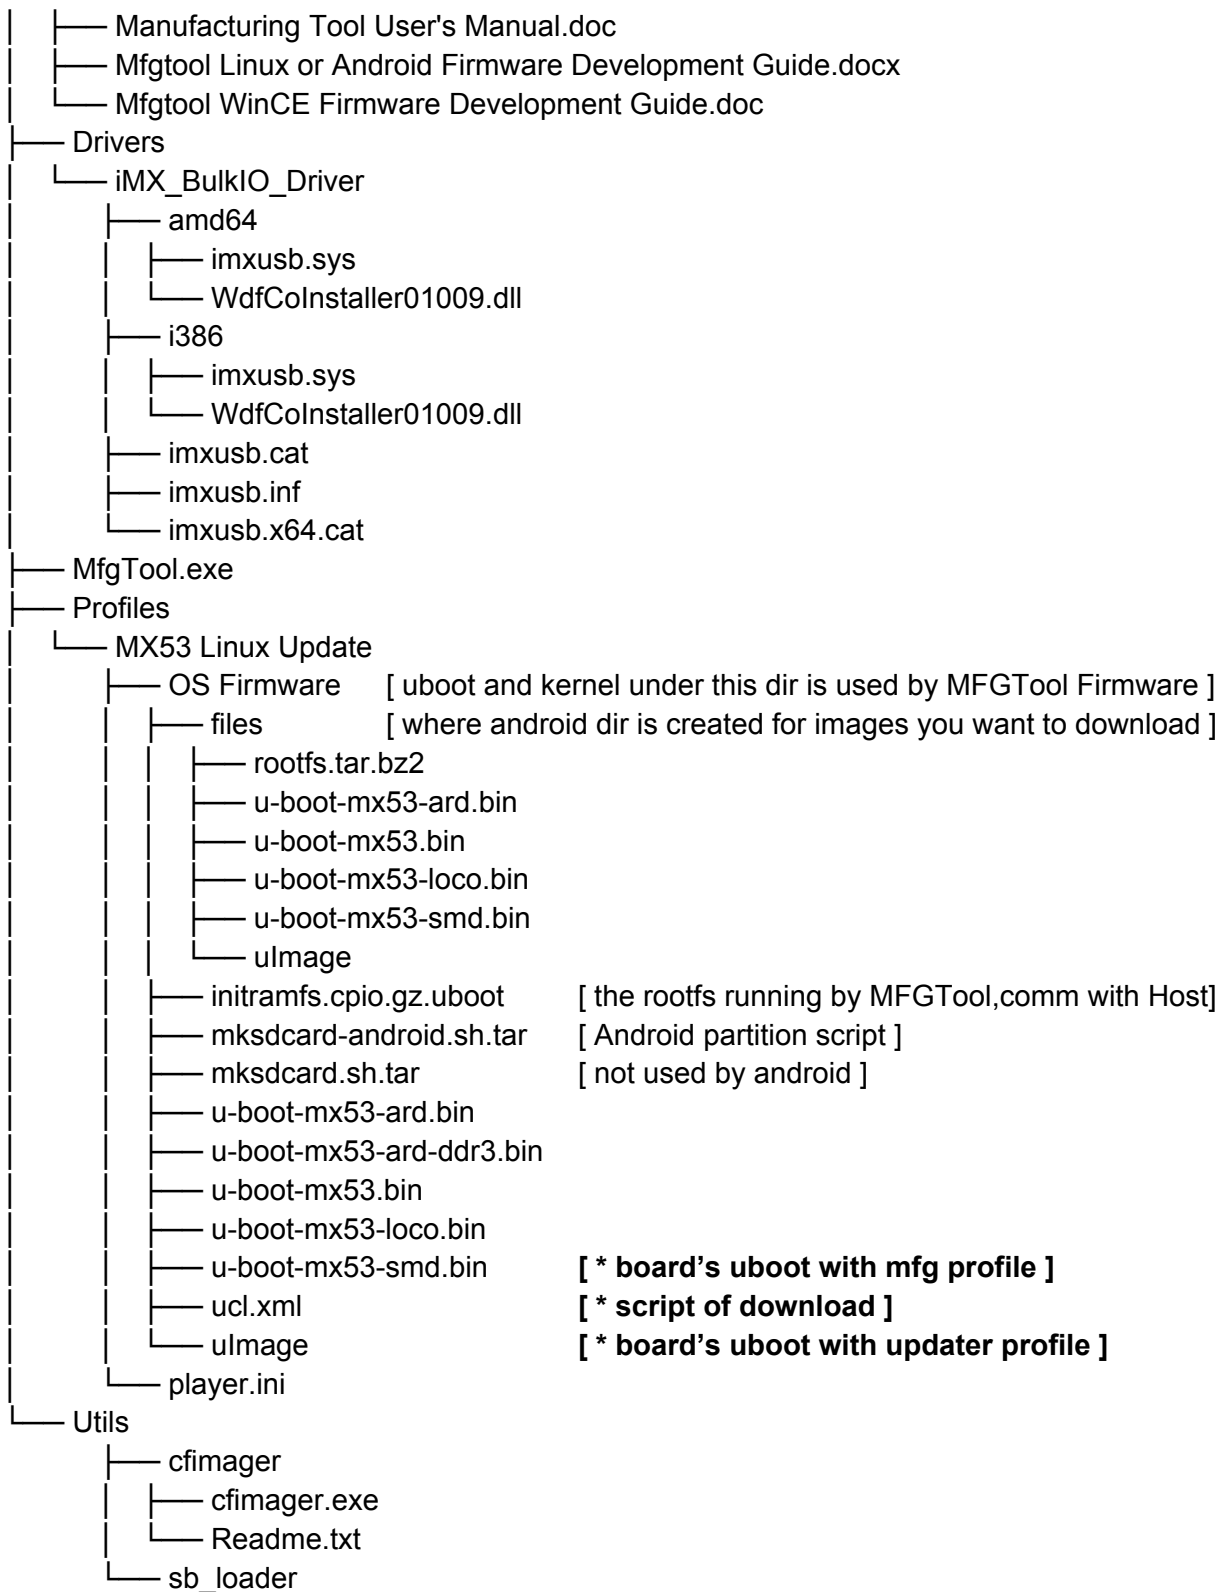 │   ├── Manufacturing Tool User's Manual.doc
│   ├── Mfgtool Linux or Android Firmware Development Guide.docx
│   └── Mfgtool WinCE Firmware Development Guide.doc
├── Drivers
│   └── iMX_BulkIO_Driver
│       ├── amd64
│       │   ├── imxusb.sys
│       │   └── WdfCoInstaller01009.dll
│       ├── i386
│       │   ├── imxusb.sys
│       │   └── WdfCoInstaller01009.dll
│       ├── imxusb.cat
│       ├── imxusb.inf
│       └── imxusb.x64.cat
├── MfgTool.exe
├── Profiles
│   └── MX53 Linux Update
│       ├── OS Firmware [ uboot and kernel under this dir is used by MFGTool Firmware ]
│       │   ├── files [ where android dir is created for images you want to download ]
│       │   │   ├── rootfs.tar.bz2
│       │   │   ├── u-boot-mx53-ard.bin
│       │   │   ├── u-boot-mx53.bin
│       │   │   ├── u-boot-mx53-loco.bin
│       │   │   ├── u-boot-mx53-smd.bin
│       │   │   └── uImage
│       │   ├── initramfs.cpio.gz.uboot [ the rootfs running by MFGTool,comm with Host]
│       │   ├── mksdcard-android.sh.tar [ Android partition script ]
│       │   ├── mksdcard.sh.tar [ not used by android ]
│       │   ├── u-boot-mx53-ard.bin
│       │   ├── u-boot-mx53-ard-ddr3.bin
│       │   ├── u-boot-mx53.bin
│       │   ├── u-boot-mx53-loco.bin
│       │   ├── u-boot-mx53-smd.bin [ * board’s uboot with mfg profile ]
│       │   ├── ucl.xml [ * script of download ]
│       │   └── uImage [ * board’s uboot with updater profile ]
│       └── player.ini
└── Utils
        ├── cfimager
        │   ├── cfimager.exe
        │   └── Readme.txt
        └── sb_loader